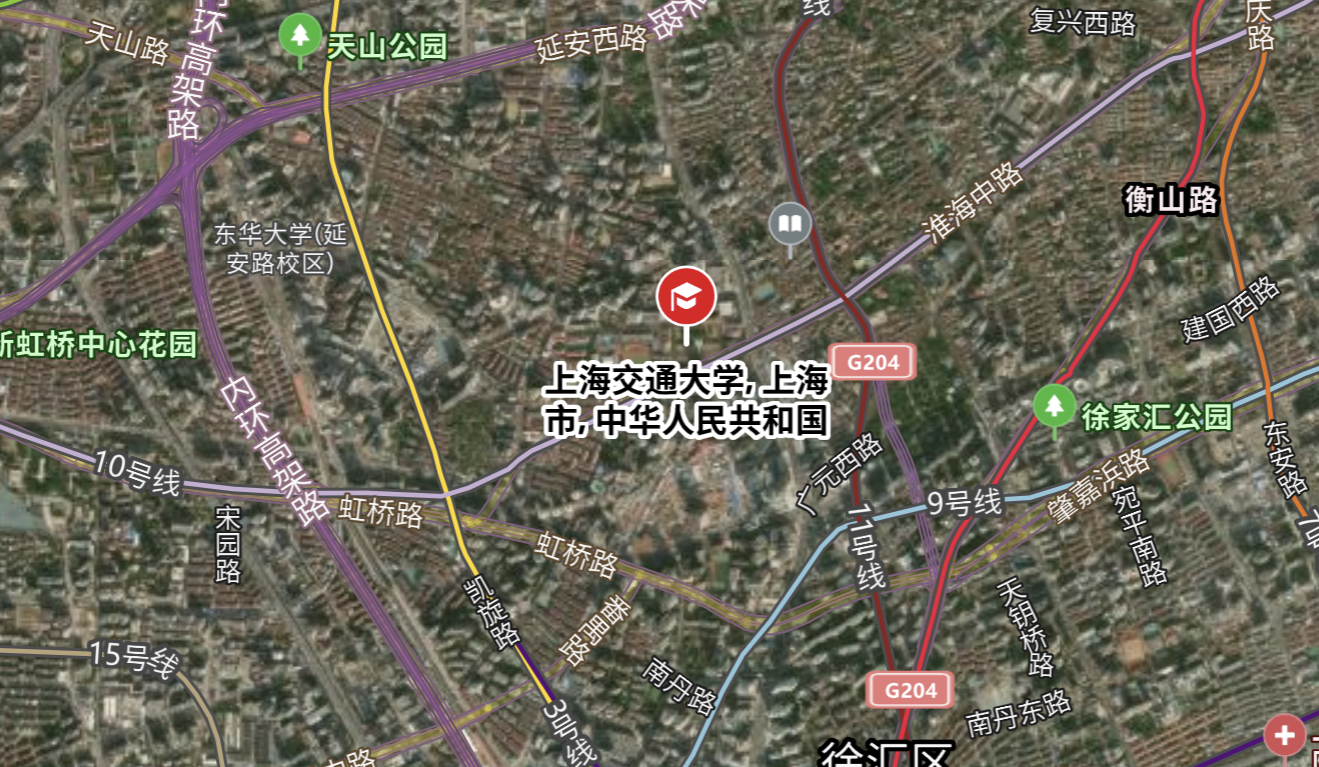 复兴西路
庆路
线
环高架路
天山路
天山公园
延安西路
衡山路
淮海中路
东华大学(延
安路校区)
建国西路
新虹桥中心花园
上海交通大学, 上海
市, 中华人民共和国
G204
徐家汇公园
内环高架路
广元西路
东安路
10号线
虹桥路
9号线
肇嘉浜路
宛平南路
宋园路
虹桥路
11号线
凯旋路
番禺路
天钥桥路
15号线
南丹路
G204
南丹东路
3号线
徐汇区
中路